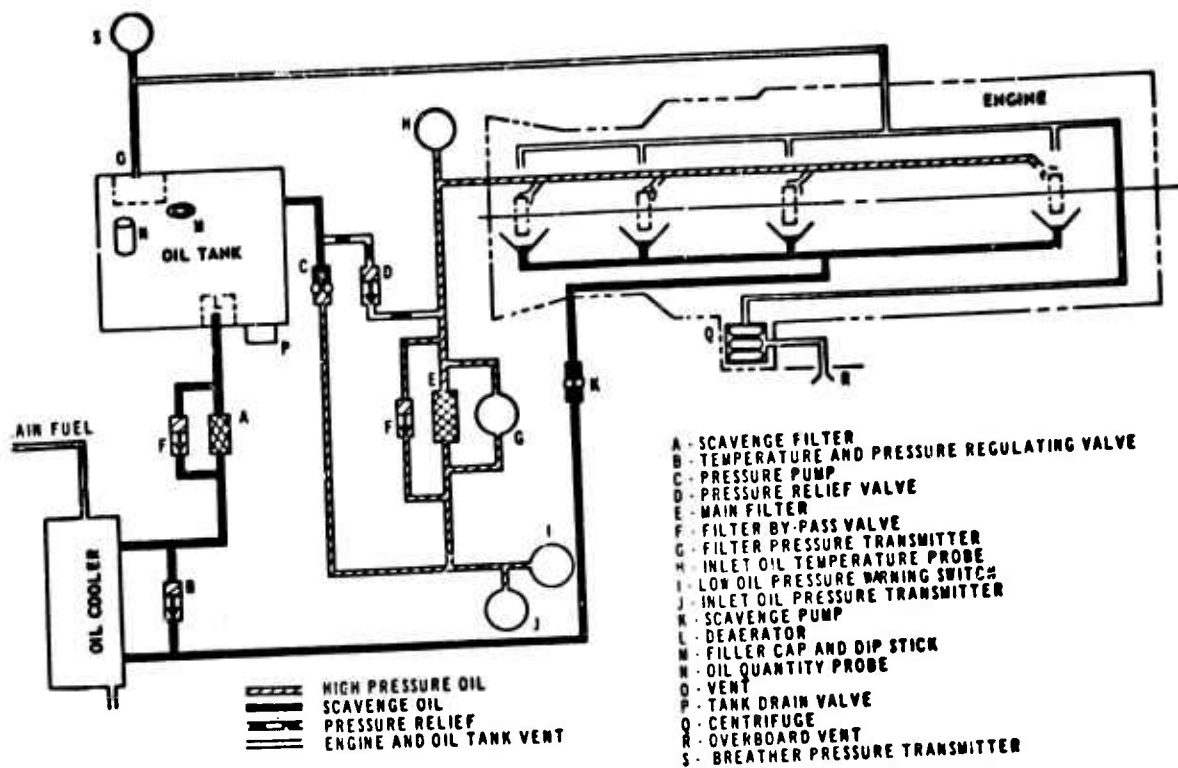 S
H
ENGINE
O
N
M
OIL TANK
C
D
L
P
Q
R
E
K
A
F
F
G
AIN FUEL
I
B
J
OIL COOLER
HIGH PRESSURE OIL
SCAVENGE OIL
PRESSURE RELIEF
ENGINE AND OIL TANK VENT
A - SCAVENGE FILTER
B - TEMPERATURE AND PRESSURE REGULATING VALVE
C - PRESSURE PUMP
D - PRESSURE RELIEF VALVE
E - MAIN FILTER
F - FILTER BY-PASS VALVE
G - FILTER PRESSURE TRANSMITTER
H - INLET OIL TEMPERATURE PROBE
I - LOW OIL PRESSURE WARNING SWITCH
J - INLET OIL PRESSURE TRANSMITTER
K - SCAVENGE PUMP
L - DEAERATOR
M - FILLER CAP AND DIP STICK
N - OIL QUANTITY PROBE
O - VENT
P - TANK DRAIN VALVE
Q - CENTRIFUGE
R - OVERBOARD VENT
S - BREATHER PRESSURE TRANSMITTER